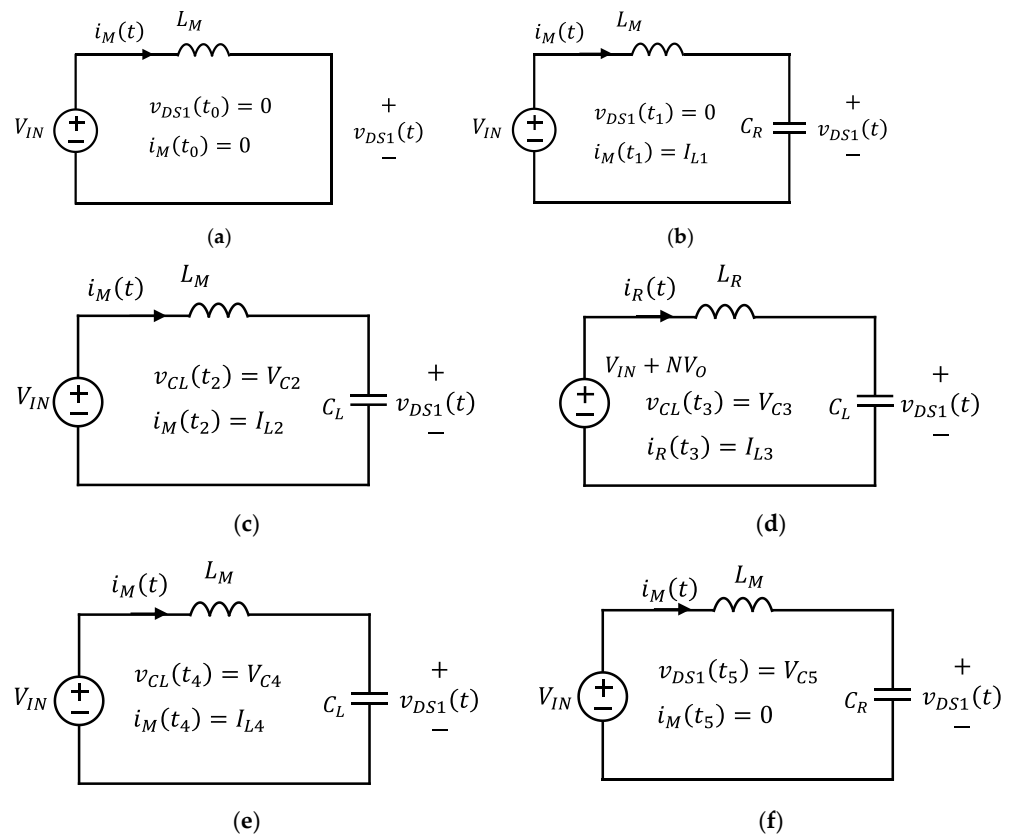 i_M(t) L_M
V_IN
v_DS1(t_0) = 0
i_M(t_0) = 0
+
v_DS1(t)
−
(a)
i_M(t) L_M
V_IN
v_DS1(t_1) = 0
i_M(t_1) = I_L1
C_R
+
v_DS1(t)
−
(b)
i_M(t) L_M
V_IN
v_CL(t_2) = V_C2
i_M(t_2) = I_L2
C_L
+
v_DS1(t)
−
(c)
i_R(t) L_R
V_IN + NV_O
v_CL(t_3) = V_C3
i_R(t_3) = I_L3
C_L
+
v_DS1(t)
−
(d)
i_M(t) L_M
V_IN
v_CL(t_4) = V_C4
i_M(t_4) = I_L4
C_L
+
v_DS1(t)
−
(e)
i_M(t) L_M
V_IN
v_DS1(t_5) = V_C5
i_M(t_5) = 0
C_R
+
v_DS1(t)
−
(f)